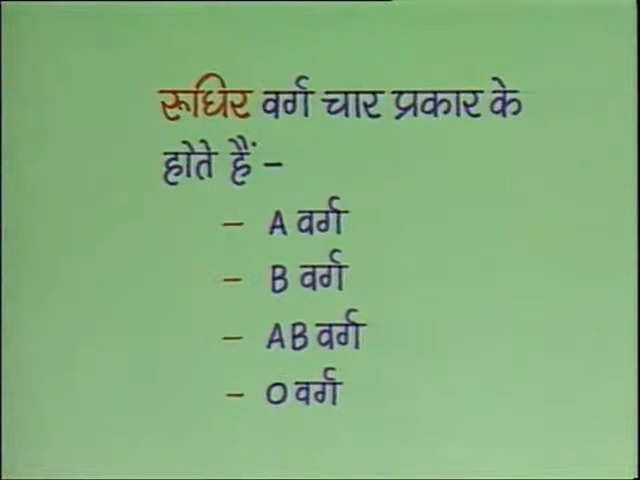 रूधिर वर्ग चार प्रकार के
होते हैं -
- A वर्ग
- B वर्ग
- AB वर्ग
- O वर्ग